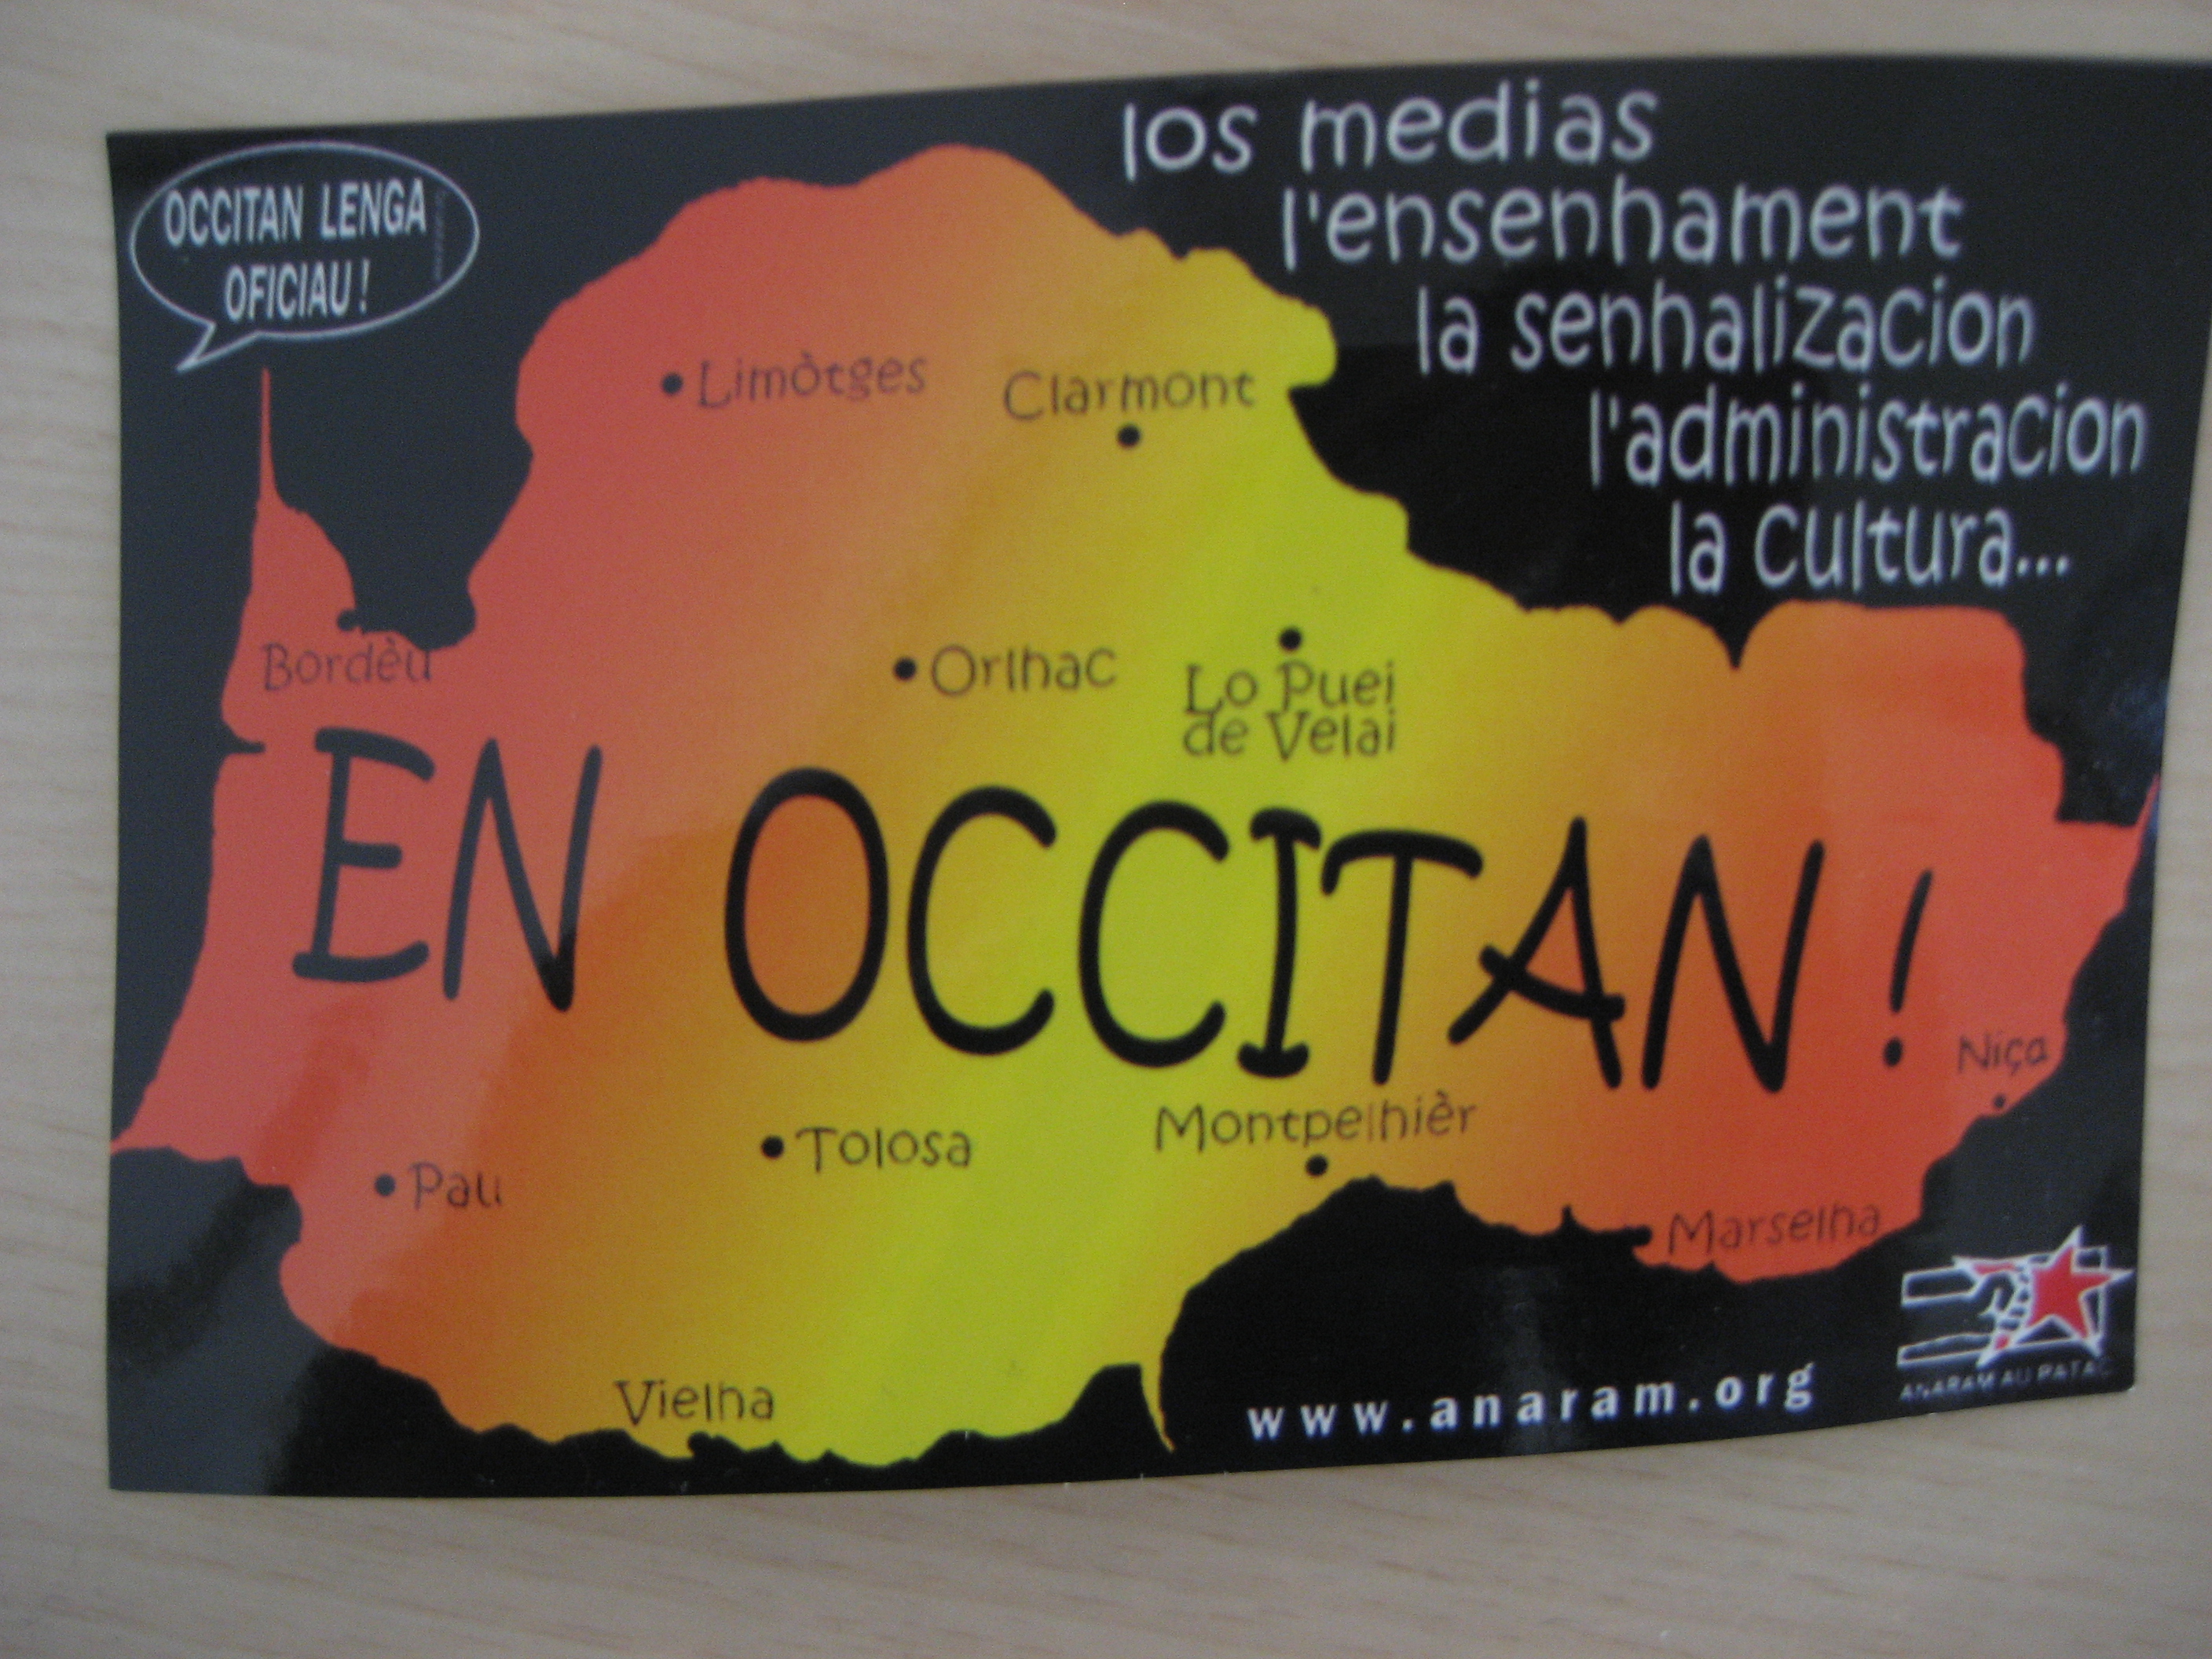 OCCITAN LENGA
OFICIAU!
los medias
l'ensenhament
la senhalizacion
l'administracion
la cultura...
Limòtges
Clarmont
Bordèu
Orlhac
Lo Puei
de Velai
EN OCCITAN!
Niça
Montpelhièr
Tolosa
Pau
Marselha
Vielha
www.anaram.org
ANARAM AU PATAC